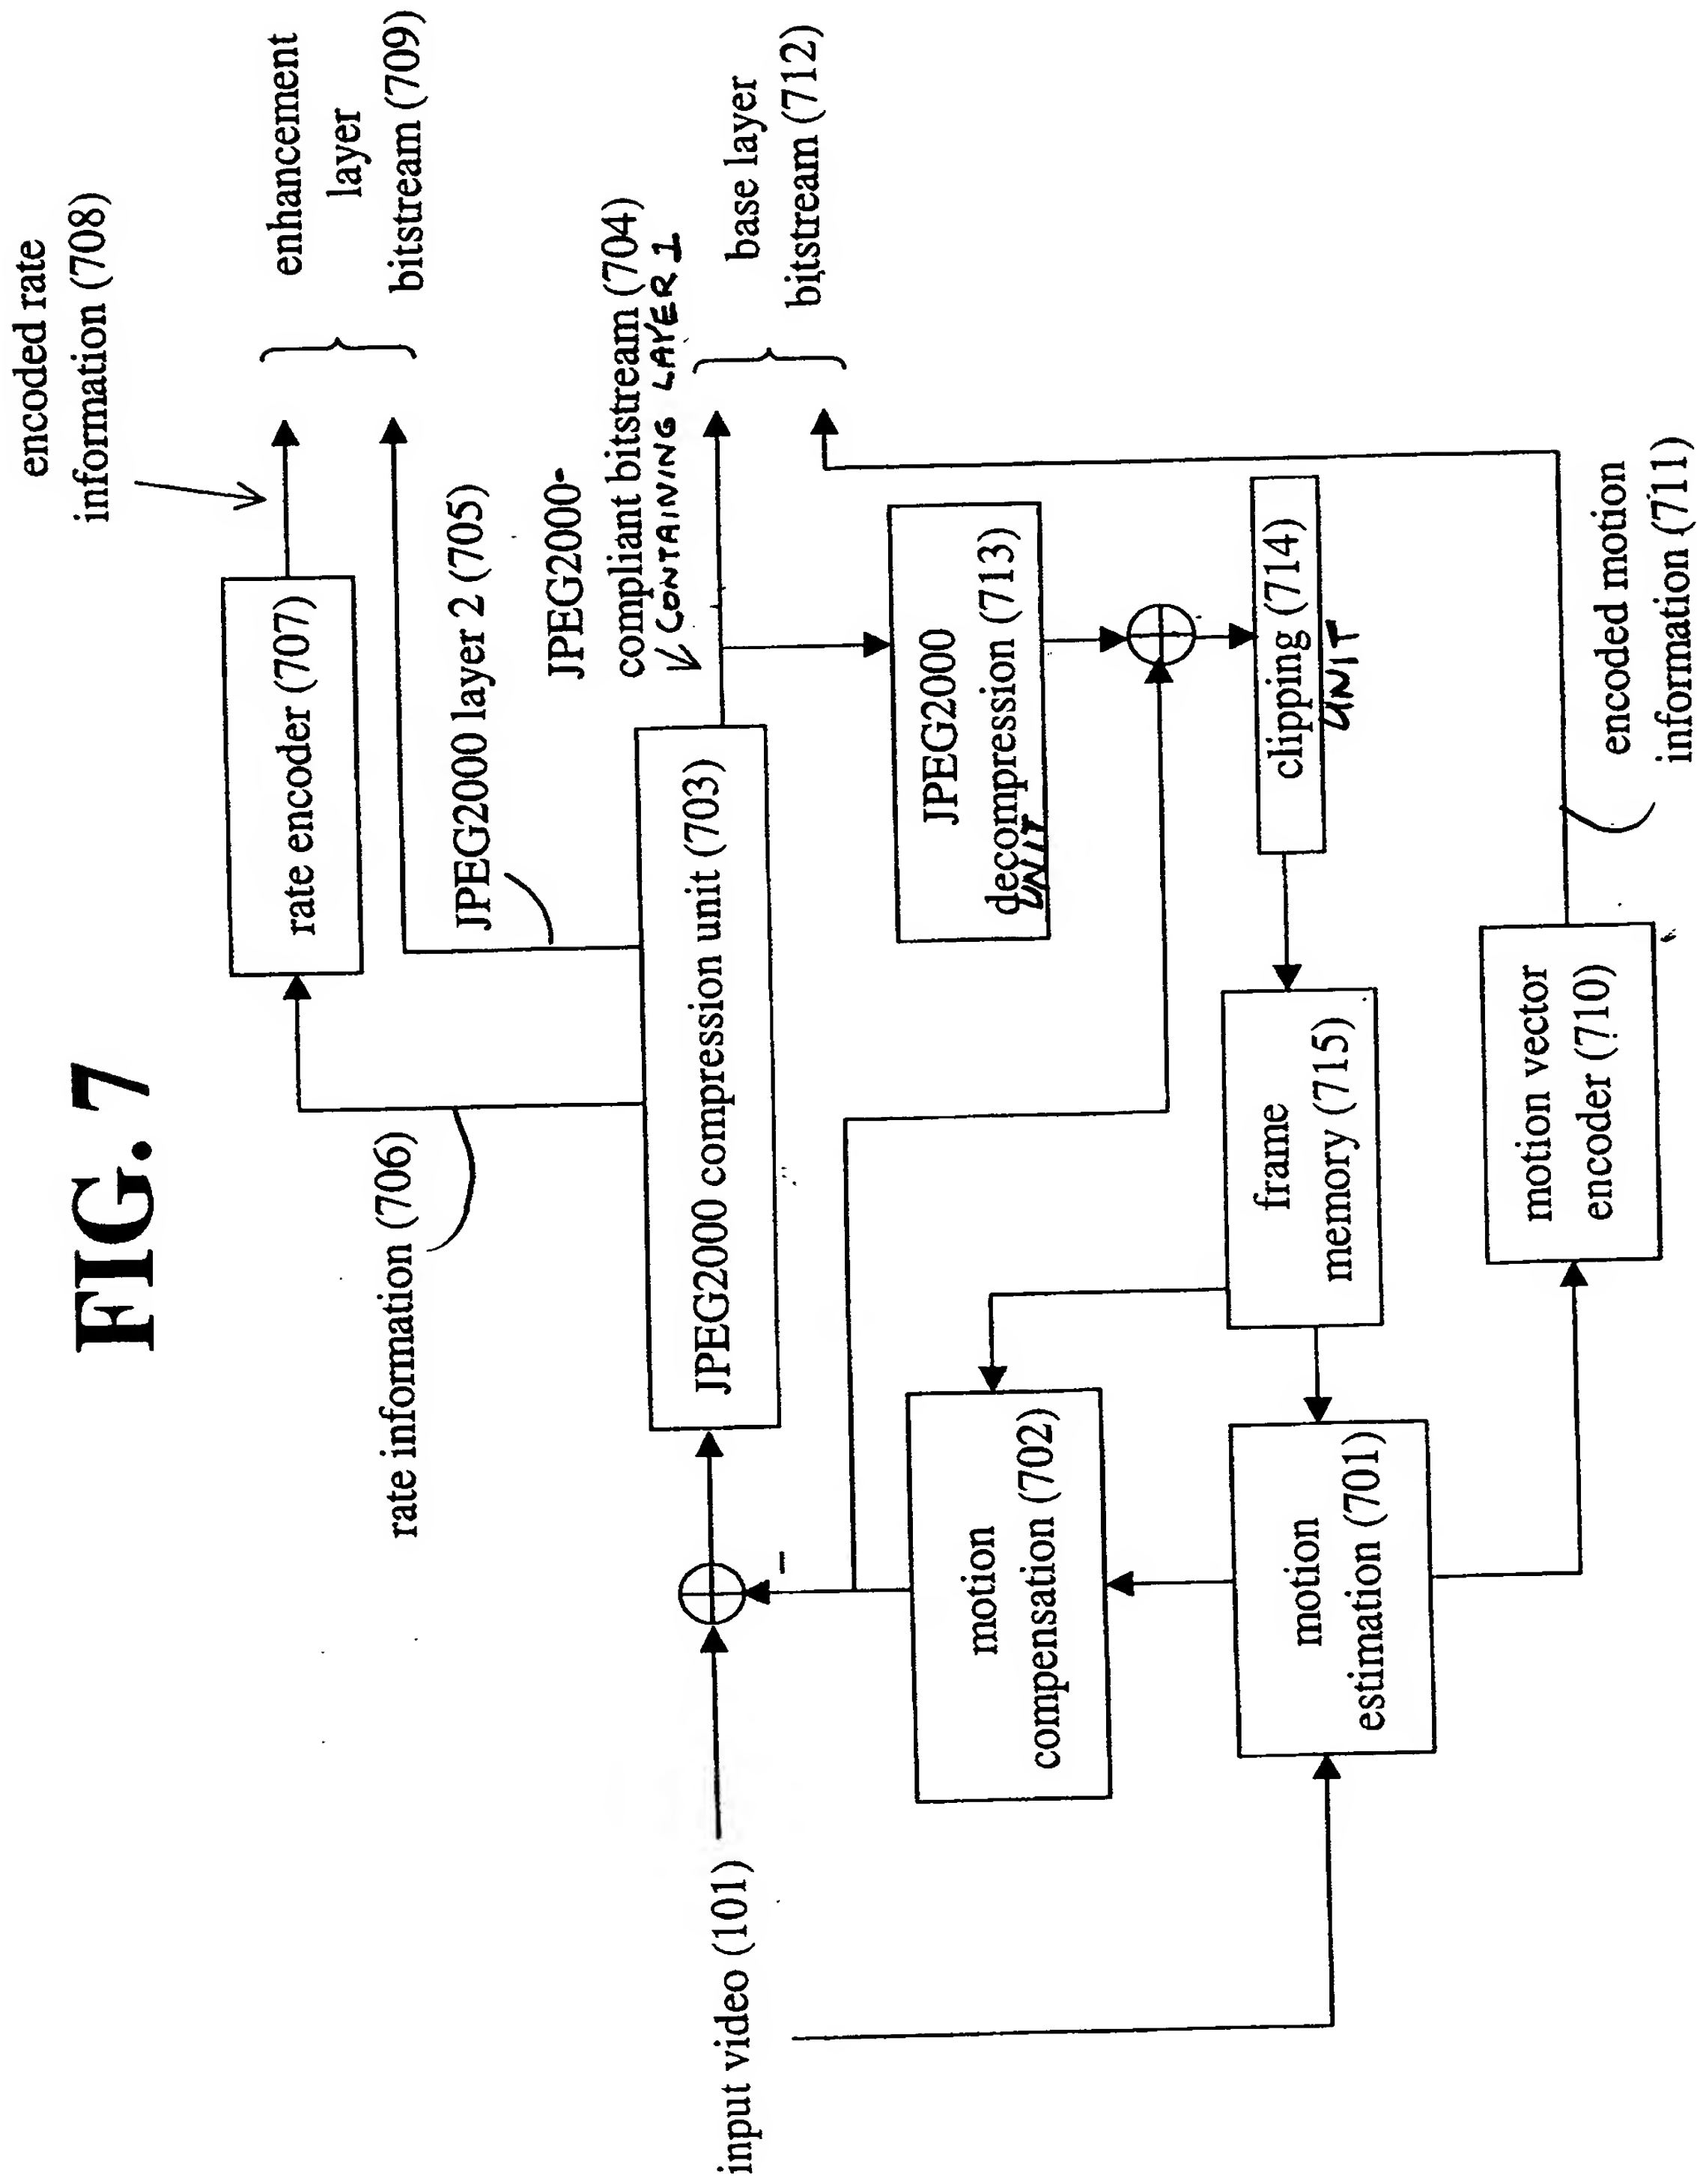 FIG. 7
encoded rate
information (708)
enhancement
layer
bitstream (709)
rate encoder (707)
rate information (706)
JPEG2000 layer 2 (705)
JPEG2000-
compliant bitstream (704)
CONTAINING LAYER 1
base layer
bitstream (712)
input video (101)
-
JPEG2000 compression unit (703)
JPEG2000
decompression (713)
UNIT
clipping (714)
UNIT
motion
compensation (702)
frame
memory (715)
motion
estimation (701)
motion vector
encoder (710)
encoded motion
information (711)